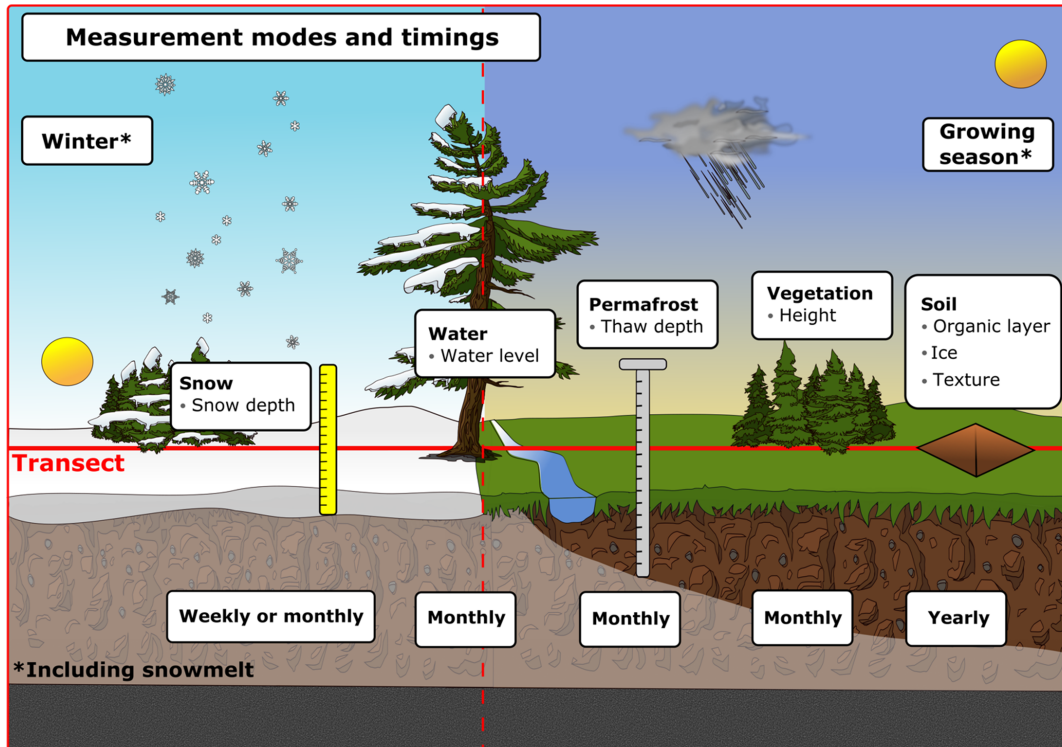 Measurement modes and timings
Winter*
Growing
season*
Snow
• Snow depth
Water
• Water level
Permafrost
• Thaw depth
Vegetation
• Height
Soil
• Organic layer
• Ice
• Texture
Transect
Weekly or monthly
Monthly
Monthly
Monthly
Yearly
*Including snowmelt